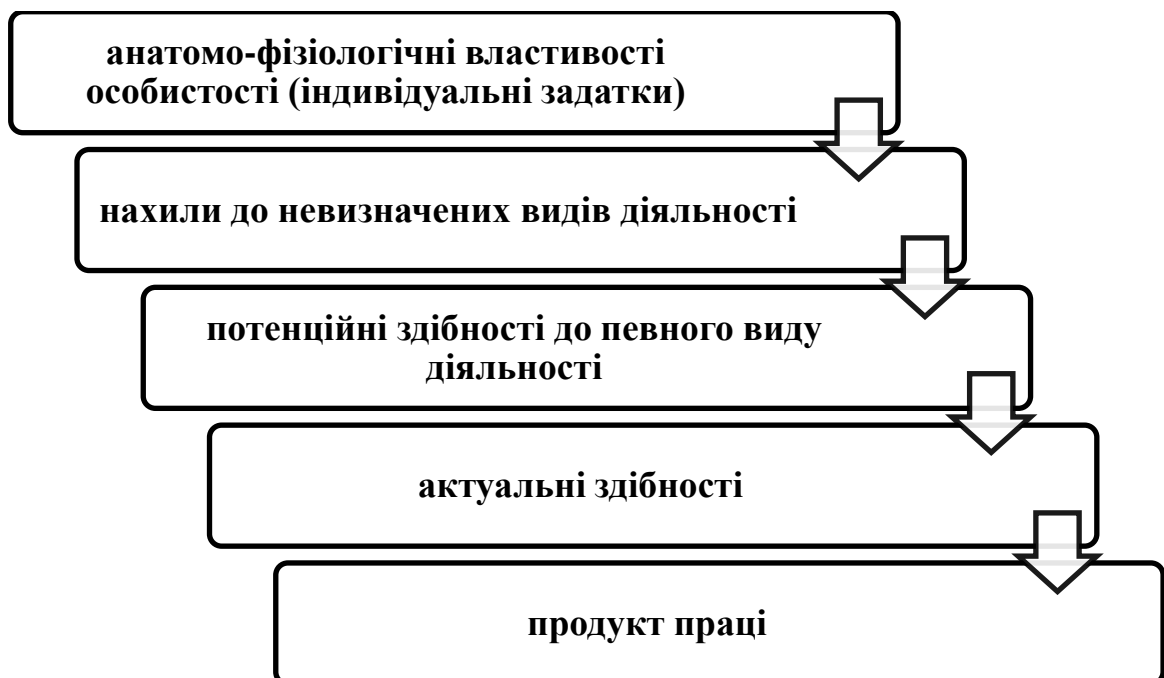 анатомо-фізіологічні властивості
особистості (індивідуальні задатки)
нахили до невизначених видів діяльності
потенційні здібності до певного виду
діяльності
актуальні здібності
продукт праці